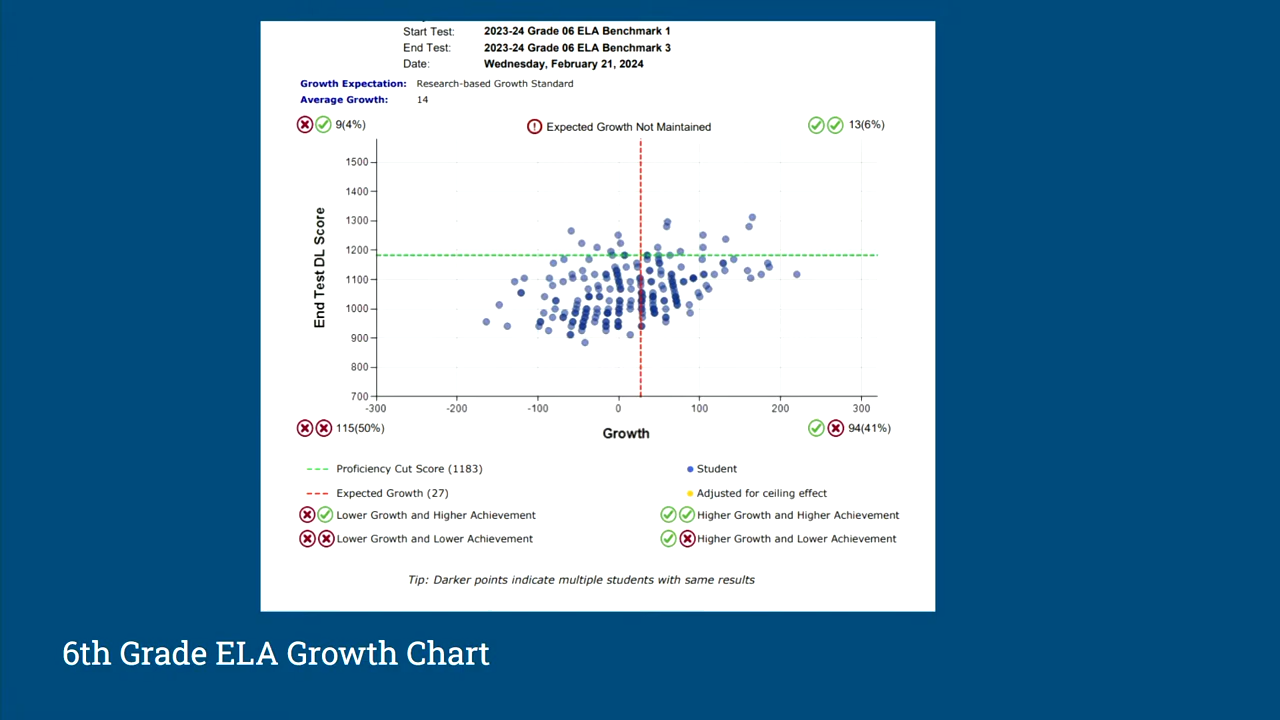 Start Test: 2023-24 Grade 06 ELA Benchmark 1
End Test: 2023-24 Grade 06 ELA Benchmark 3
Date: Wednesday, February 21, 2024
Growth Expectation: Research-based Growth Standard
Average Growth: 14
9(4%)
Expected Growth Not Maintained
13(6%)
End Test DL Score
1500
1400
1300
1200
1100
1000
900
800
700
-300 -200 -100 0 100 200 300
115(50%)
Growth
94(41%)
Proficiency Cut Score (1183)
Student
Expected Growth (27)
Adjusted for ceiling effect
Lower Growth and Higher Achievement
Higher Growth and Higher Achievement
Lower Growth and Lower Achievement
Higher Growth and Lower Achievement
Tip: Darker points indicate multiple students with same results
6th Grade ELA Growth Chart